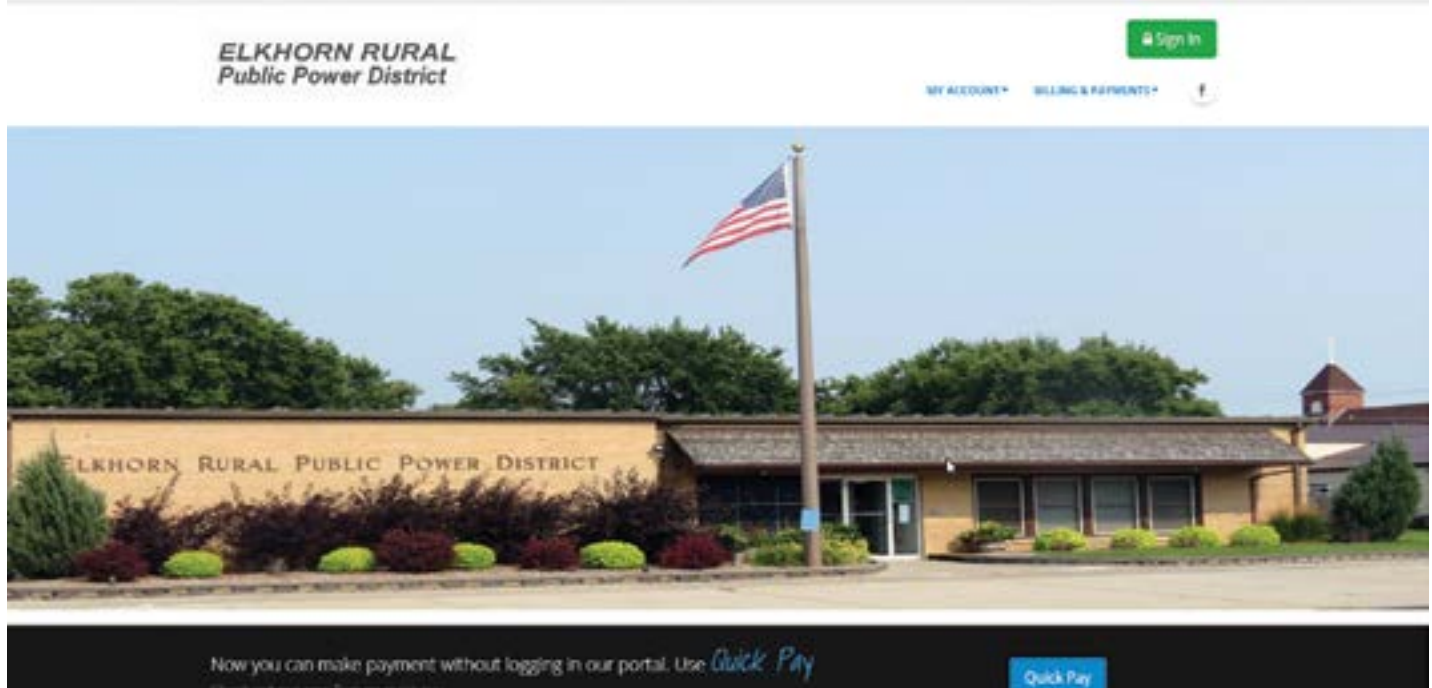 ELKHORN RURAL
Public Power District
Sign In
MY ACCOUNT
BILLING & PAYMENTS
f
ELKHORN RURAL PUBLIC POWER DISTRICT
Now you can make payment without logging in our portal. Use Quick Pay
Quick Pay